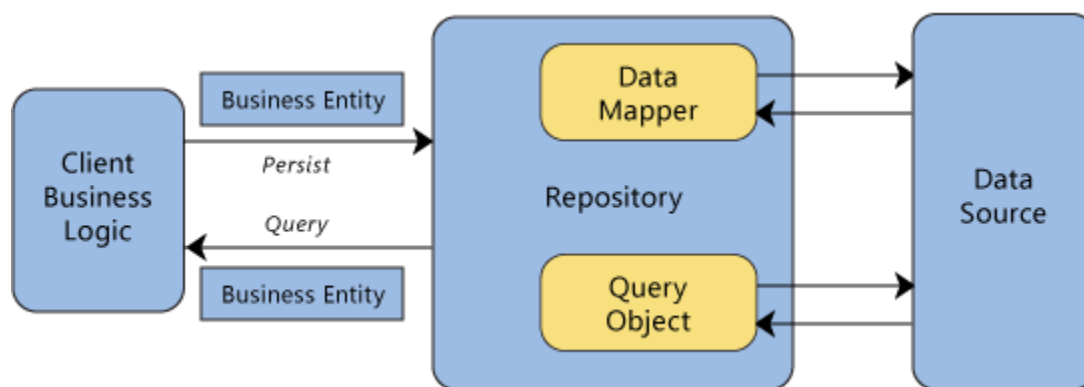 Client
Business
Logic
Business Entity
Persist
Query
Business Entity
Data
Mapper
Repository
Query
Object
Data
Source